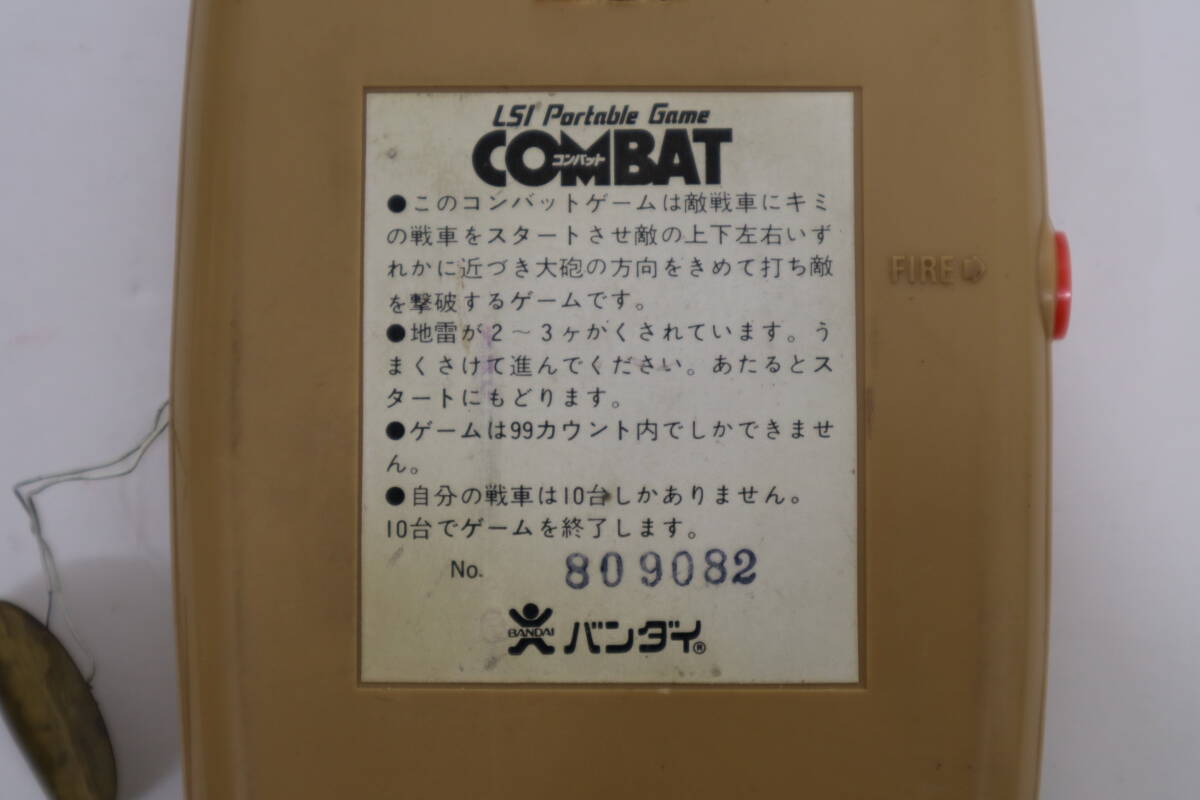 LSI Portable Game
COMBAT
コンバット
●このコンバットゲームは敵戦車にキミ
の戦車をスタートさせ敵の上下左右いず
れかに近づき大砲の方向をきめて打ち敵
を撃破するゲームです。
●地雷が2～3ヶかくされています。う
まくさけて進んでください。あたるとス
タートにもどります。
●ゲームは99カウント内でしかできませ
ん。
●自分の戦車は10台しかありません。
10台でゲームを終了します。
No. 809082
BANDAI バンダイ®
FIRE